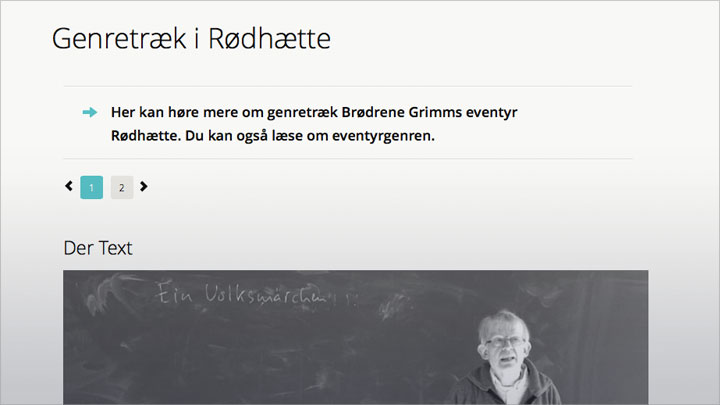 Genretræk i Rødhætte
Her kan høre mere om genretræk Brødrene Grimms eventyr
Rødhætte. Du kan også læse om eventyrgenren.
1 2
Der Text
Ein Volksmärchen